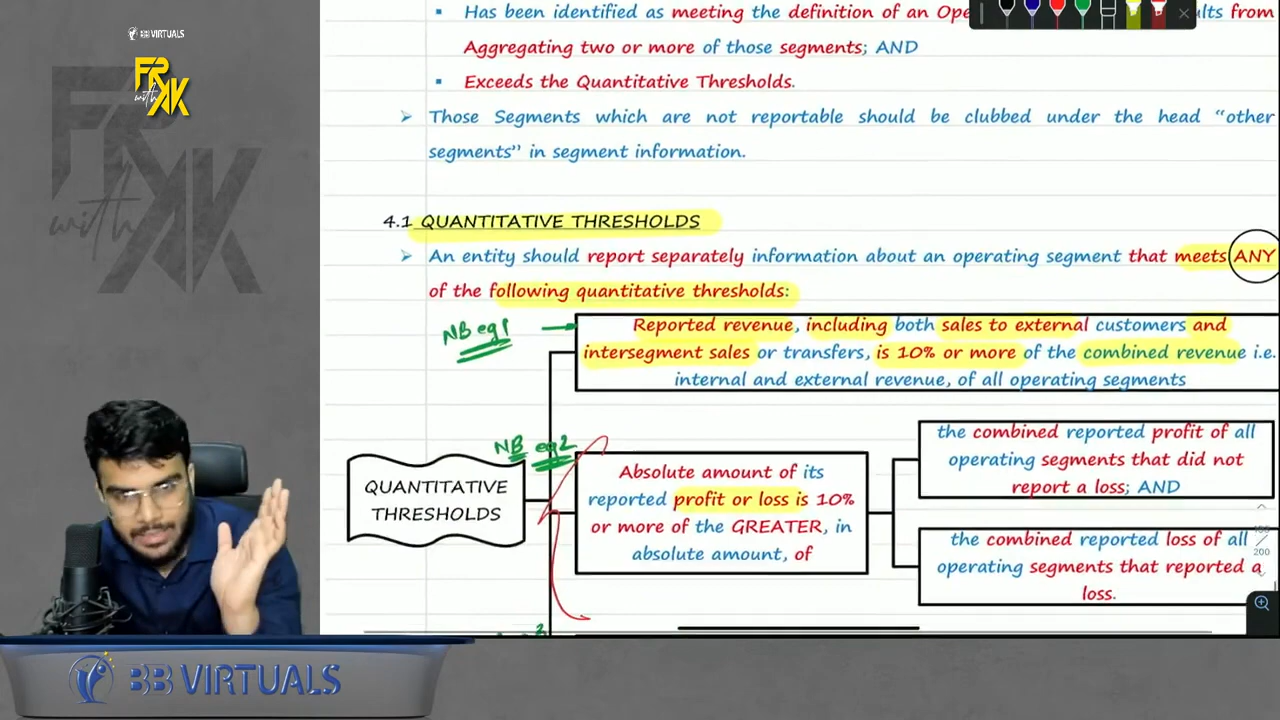 BB VIRTUALS
FR
with
AK
FR
with
AK
Has been identified as meeting the definition of an Ope ults from
Aggregating two or more of those segments; AND
Exceeds the Quantitative Thresholds.
Those Segments which are not reportable should be clubbed under the head “other
segments” in segment information.
4.1 QUANTITATIVE THRESHOLDS
An entity should report separately information about an operating segment that meets ANY
of the following quantitative thresholds:
NB eg1
Reported revenue, including both sales to external customers and
intersegment sales or transfers, is 10% or more of the combined revenue i.e.
internal and external revenue, of all operating segments
NB eg2
QUANTITATIVE
THRESHOLDS
Absolute amount of its
reported profit or loss is 10%
or more of the GREATER, in
absolute amount, of
the combined reported profit of all
operating segments that did not
report a loss; AND
the combined reported loss of all
operating segments that reported a
loss.
200
BB VIRTUALS